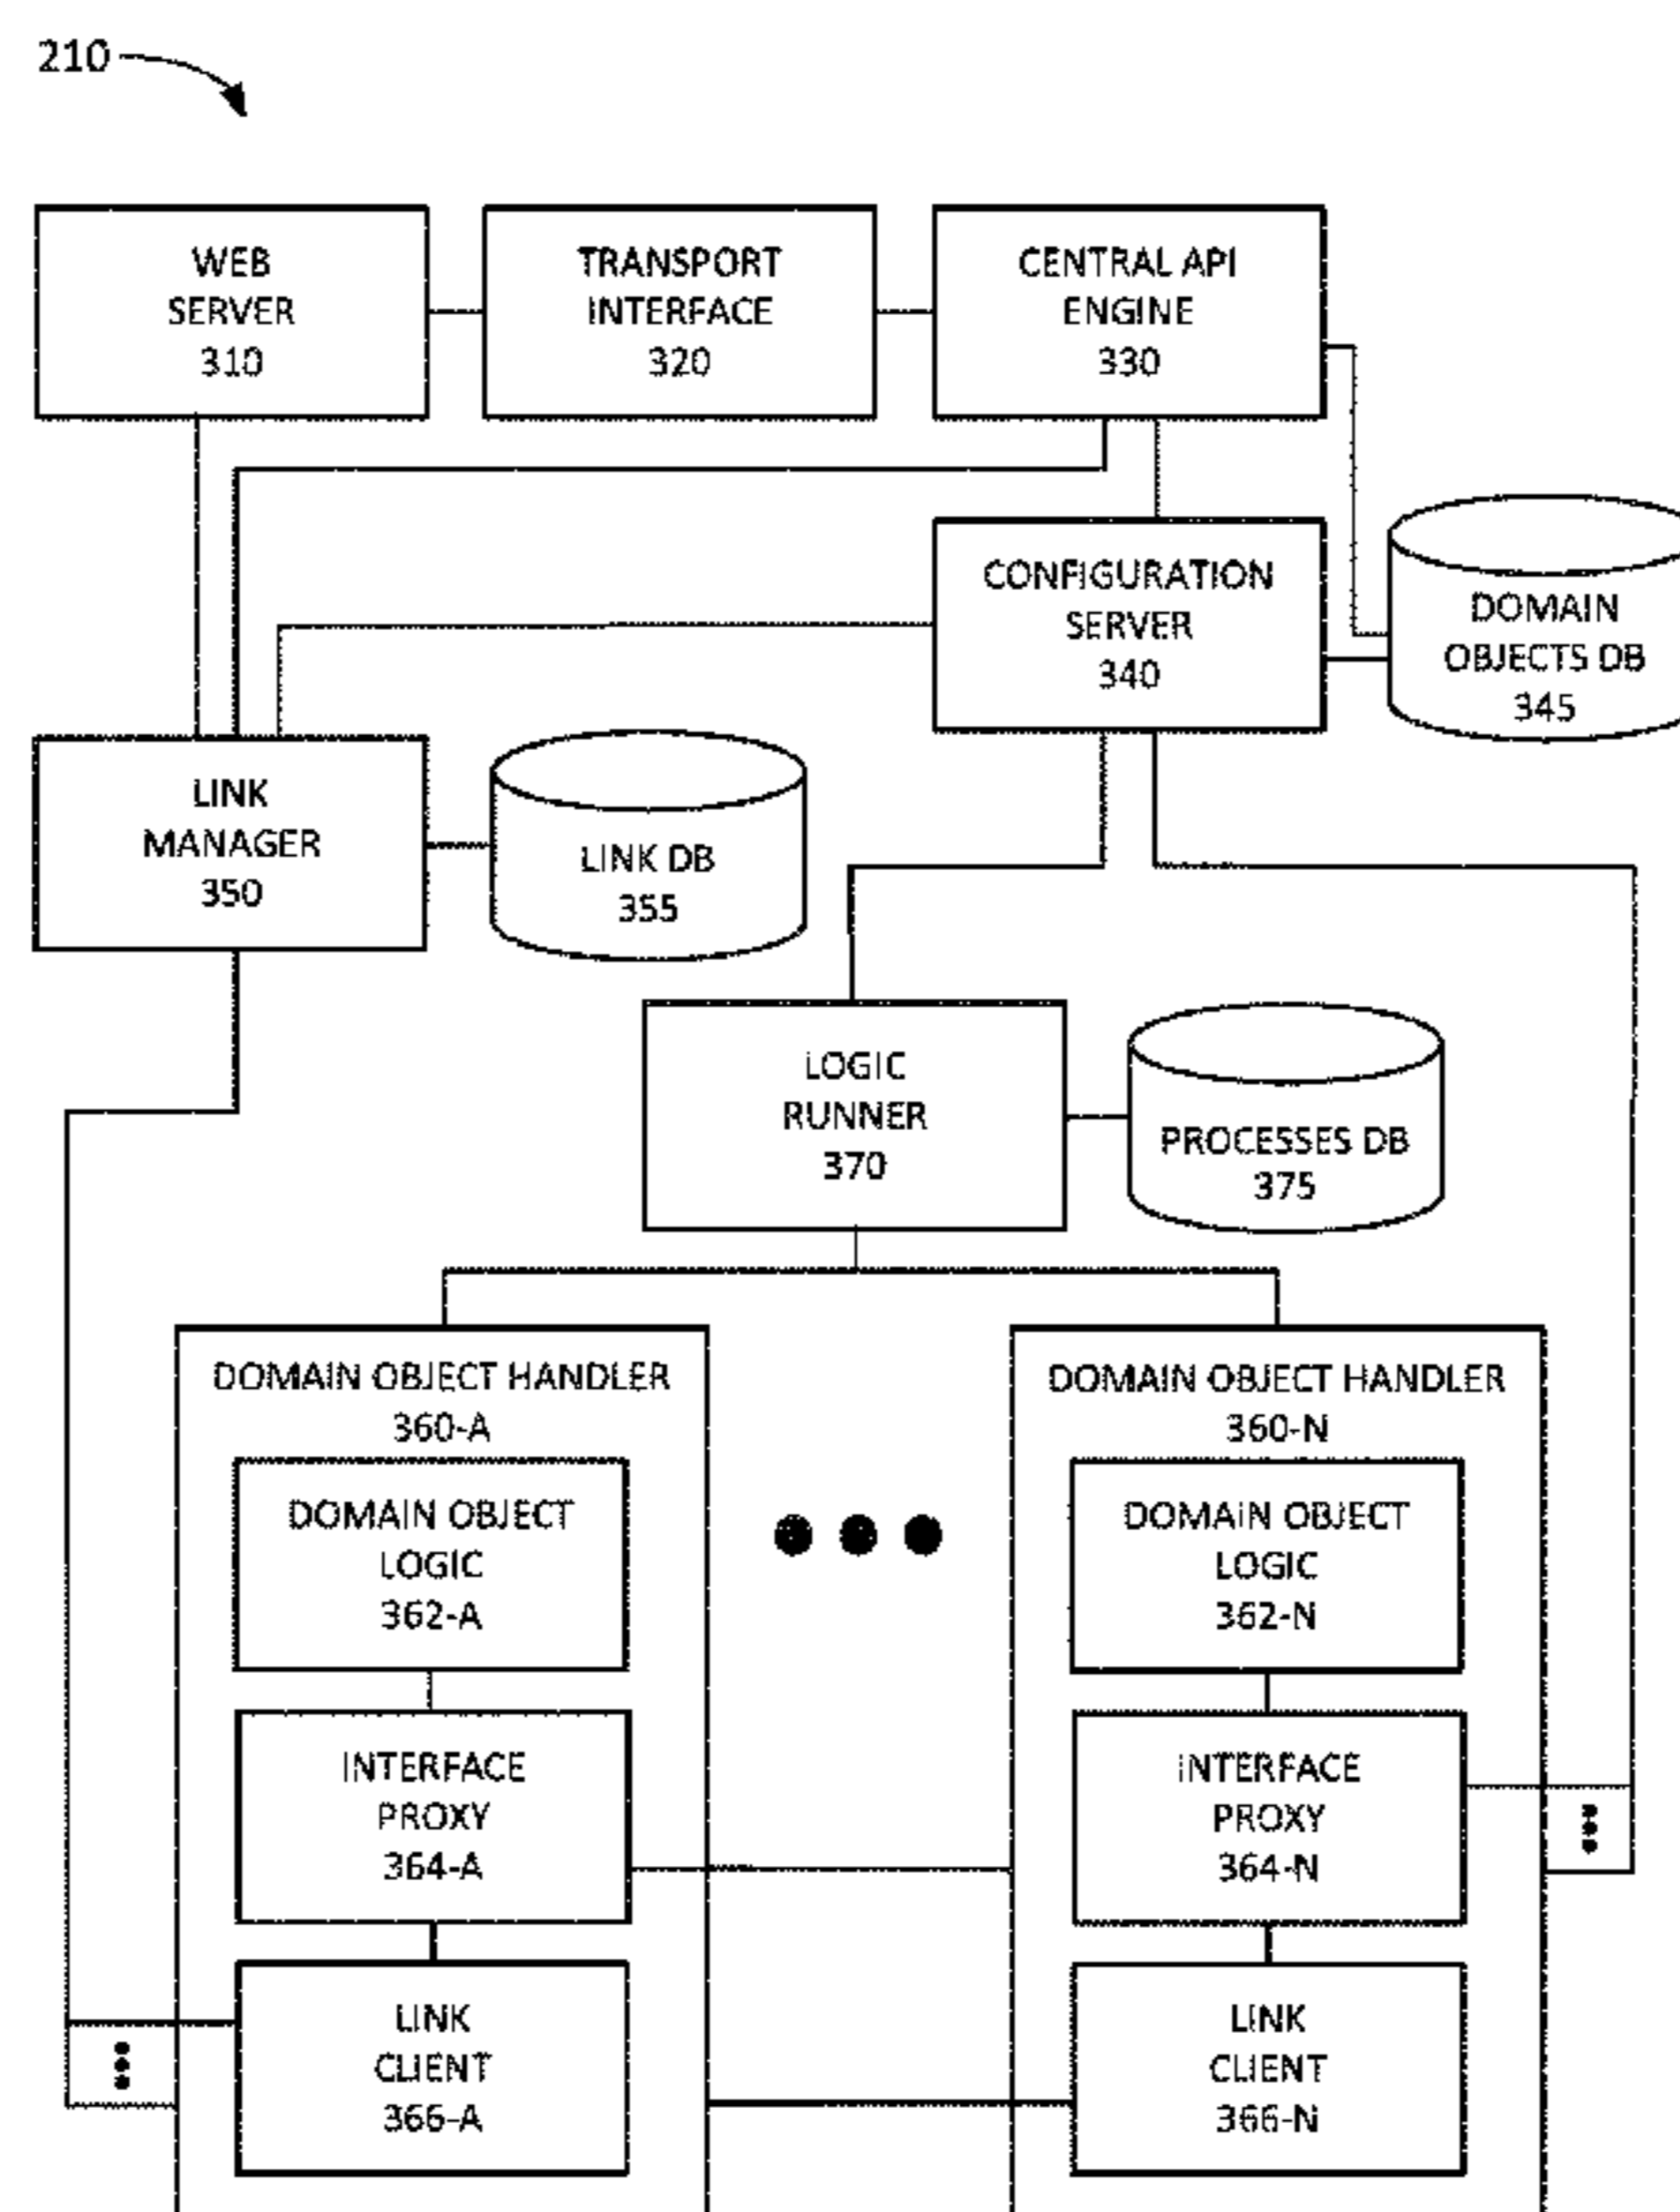 210
WEB
SERVER
310
TRANSPORT
INTERFACE
320
CENTRAL API
ENGINE
330
CONFIGURATION
SERVER
340
DOMAIN
OBJECTS DB
345
LINK
MANAGER
350
LINK DB
355
LOGIC
RUNNER
370
PROCESSES DB
375
DOMAIN OBJECT HANDLER
360-A
DOMAIN OBJECT
LOGIC
362-A
INTERFACE
PROXY
364-A
LINK
CLIENT
366-A
DOMAIN OBJECT HANDLER
360-N
DOMAIN OBJECT
LOGIC
362-N
INTERFACE
PROXY
364-N
LINK
CLIENT
366-N